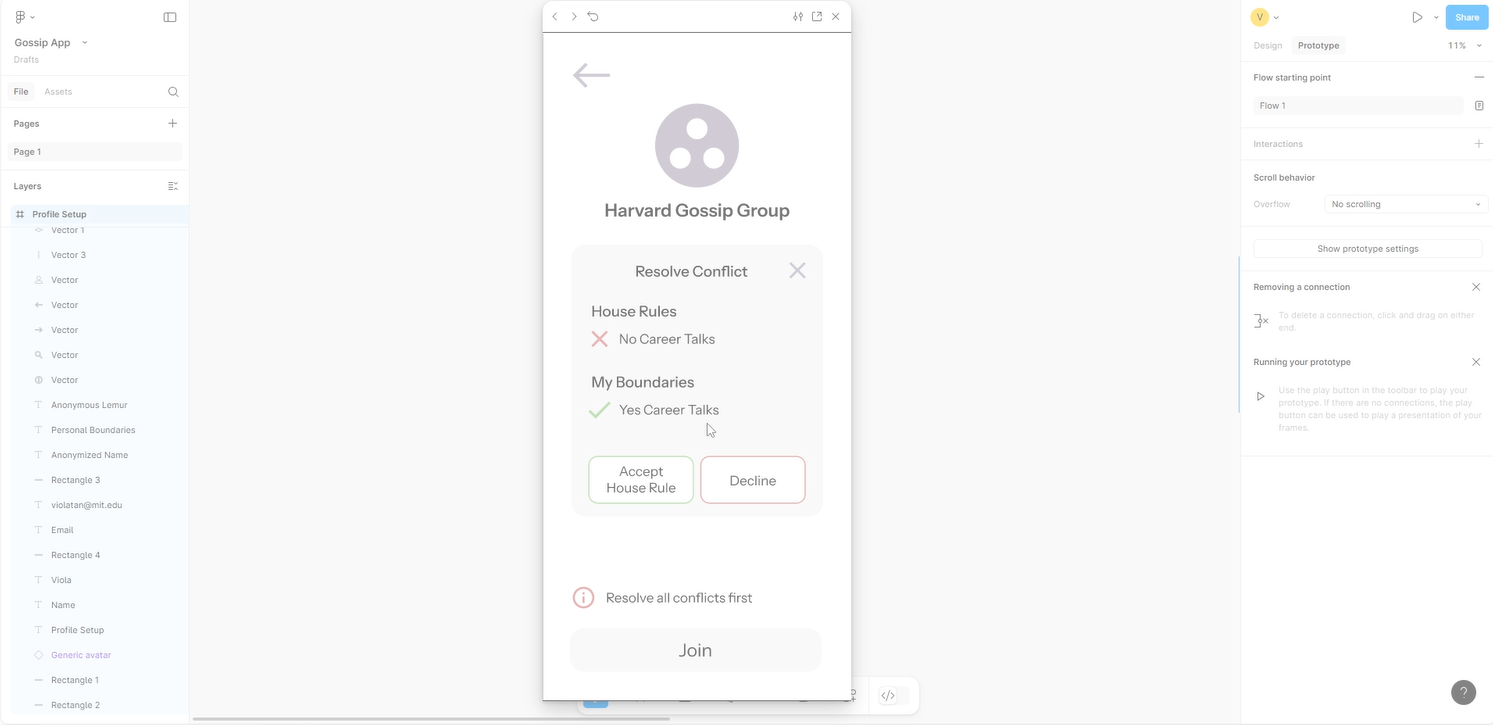 Gossip App
Drafts
File
Assets
Pages
Page 1
Layers
Profile Setup
Vector 1
Vector 3
Vector
Vector
Vector
Vector
Vector
Anonymous Lemur
Personal Boundaries
Anonymized Name
Rectangle 3
violatan@mit.edu
Email
Rectangle 4
Viola
Name
Profile Setup
Generic avatar
Rectangle 1
Rectangle 2
Harvard Gossip Group
Resolve Conflict
House Rules
No Career Talks
My Boundaries
Yes Career Talks
Accept
House Rule
Decline
Resolve all conflicts first
Join
V
Share
Design
Prototype
11%
Flow starting point
Flow 1
Interactions
Scroll behavior
Overflow
No scrolling
Show prototype settings
Removing a connection
To delete a connection, click and drag on either
end.
Running your prototype
Use the play button in the toolbar to play your
prototype. If there are no connections, the play
button can be used to play a presentation of your
frames.
?